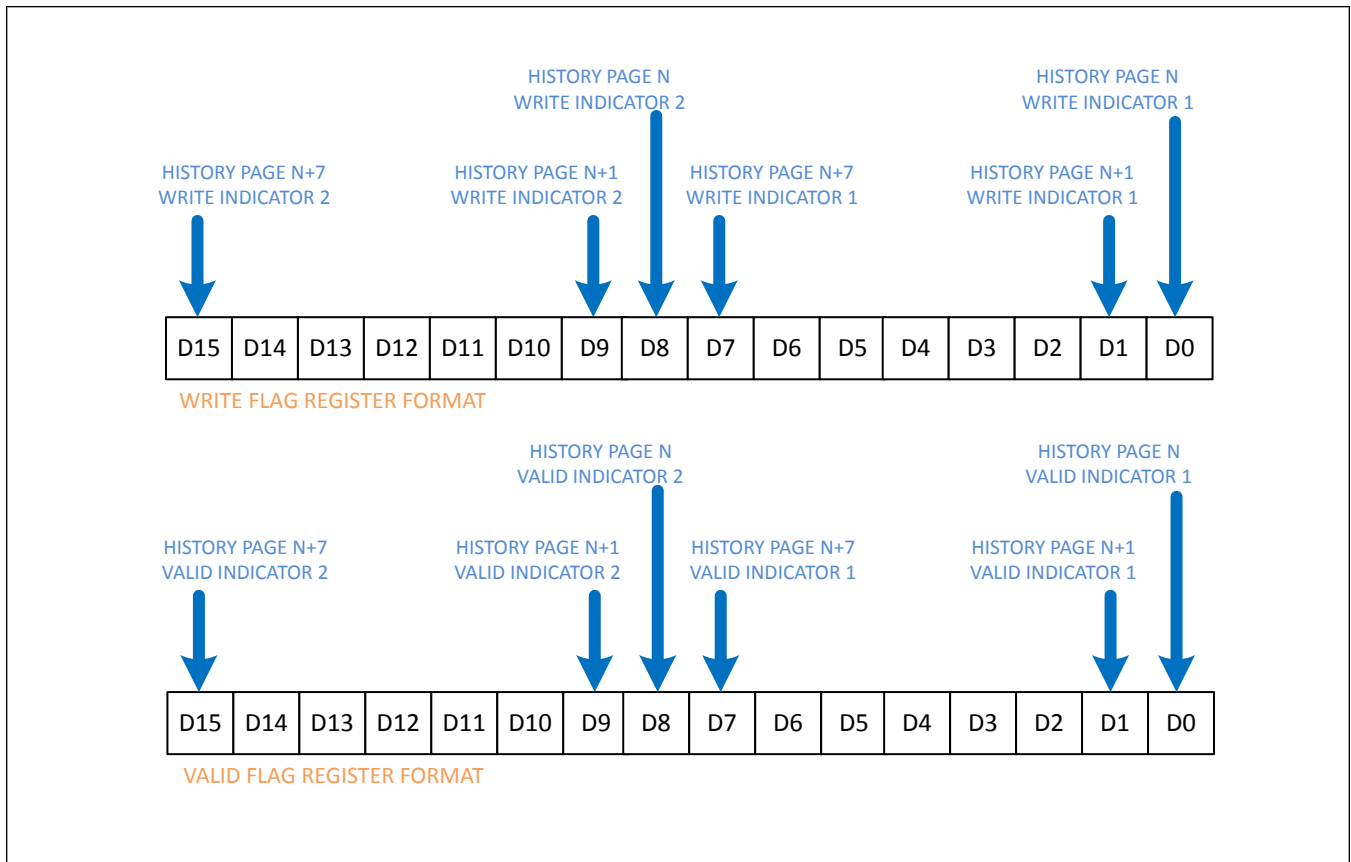 HISTORY PAGE N
WRITE INDICATOR 2
HISTORY PAGE N
WRITE INDICATOR 1
HISTORY PAGE N+7
WRITE INDICATOR 2
HISTORY PAGE N+1
WRITE INDICATOR 2
HISTORY PAGE N+7
WRITE INDICATOR 1
HISTORY PAGE N+1
WRITE INDICATOR 1
D15 D14 D13 D12 D11 D10 D9 D8 D7 D6 D5 D4 D3 D2 D1 D0
WRITE FLAG REGISTER FORMAT
HISTORY PAGE N
VALID INDICATOR 2
HISTORY PAGE N
VALID INDICATOR 1
HISTORY PAGE N+7
VALID INDICATOR 2
HISTORY PAGE N+1
VALID INDICATOR 2
HISTORY PAGE N+7
VALID INDICATOR 1
HISTORY PAGE N+1
VALID INDICATOR 1
D15 D14 D13 D12 D11 D10 D9 D8 D7 D6 D5 D4 D3 D2 D1 D0
VALID FLAG REGISTER FORMAT